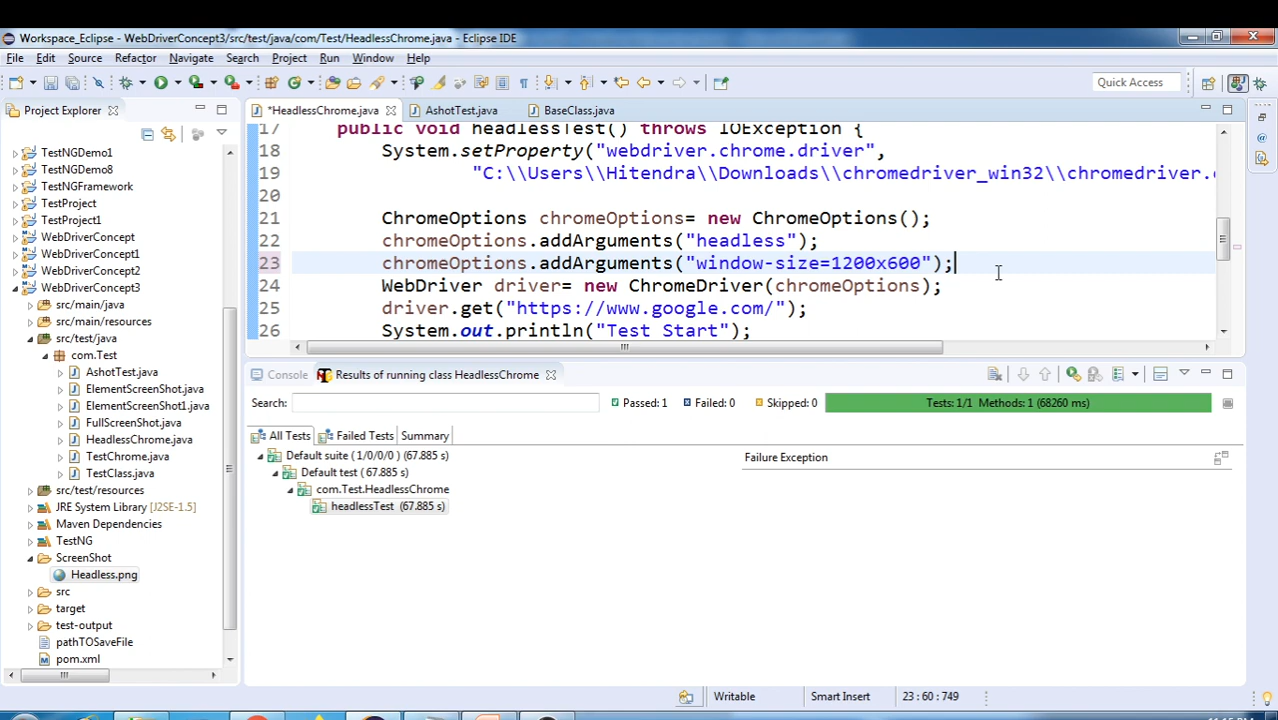 Workspace_Eclipse - WebDriverConcept3/src/test/java/com/Test/HeadlessChrome.java - Eclipse IDE
File Edit Source Refactor Navigate Search Project Run Window Help
Quick Access
Project Explorer
*HeadlessChrome.java AshotTest.java BaseClass.java
TestNGDemo1
TestNGDemo8
TestNGFramework
TestProject
TestProject1
WebDriverConcept
WebDriverConcept1
WebDriverConcept2
WebDriverConcept3
src/main/java
src/main/resources
src/test/java
com.Test
AshotTest.java
ElementScreenShot.java
ElementScreenShot1.java
FullScreenShot.java
HeadlessChrome.java
TestChrome.java
TestClass.java
src/test/resources
JRE System Library [J2SE-1.5]
Maven Dependencies
TestNG
ScreenShot
Headless.png
src
target
test-output
pathTOSaveFile
pom.xml
17 public void headlessTest() throws IOException {
18 System.setProperty("webdriver.chrome.driver",
19 "C:\\Users\\Hitendra\\Downloads\\chromedriver_win32\\chromedriver.
20
21 ChromeOptions chromeOptions= new ChromeOptions();
22 chromeOptions.addArguments("headless");
23 chromeOptions.addArguments("window-size=1200x600");
24 WebDriver driver= new ChromeDriver(chromeOptions);
25 driver.get("https://www.google.com/");
26 System.out.println("Test Start");
Console Results of running class HeadlessChrome
Search: Passed: 1 Failed: 0 Skipped: 0 Tests: 1/1 Methods: 1 (68260 ms)
All Tests Failed Tests Summary
Default suite ( 1/0/0/0 ) (67.885 s)
Default test ( 67.885 s)
com.Test.HeadlessChrome
headlessTest (67.885 s)
Failure Exception
Writable Smart Insert 23 : 60 : 749